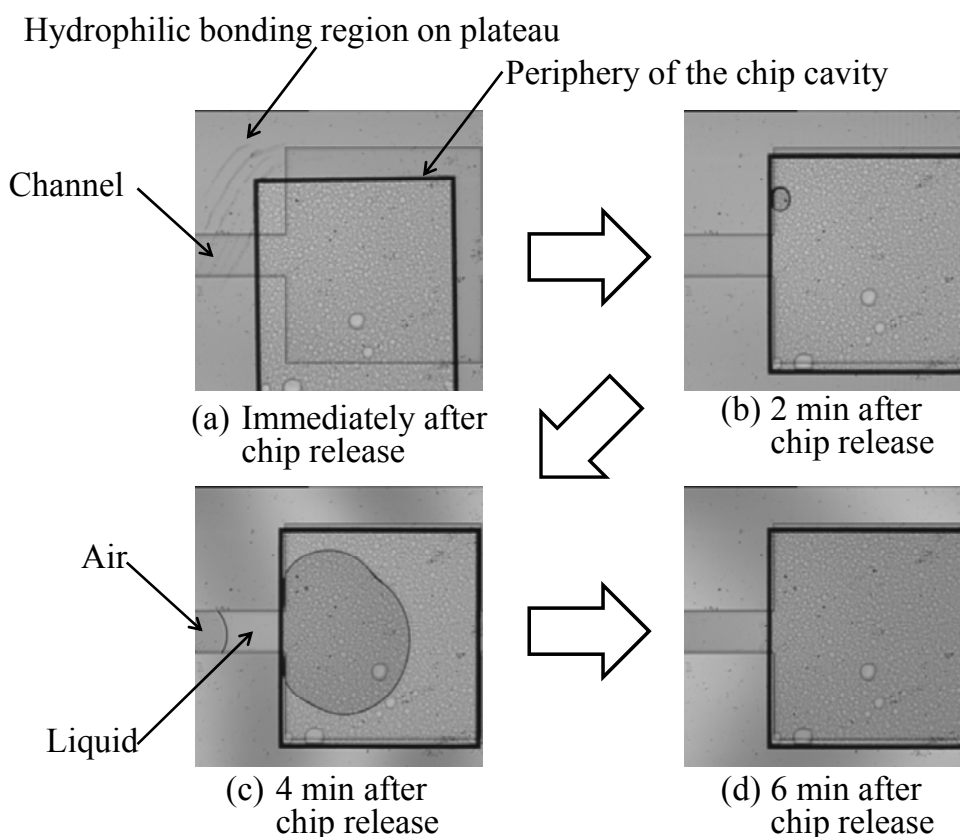 Hydrophilic bonding region on plateau
Periphery of the chip cavity
Channel
(a) Immediately after
chip release
(b) 2 min after
chip release
Air
Liquid
(c) 4 min after
chip release
(d) 6 min after
chip release